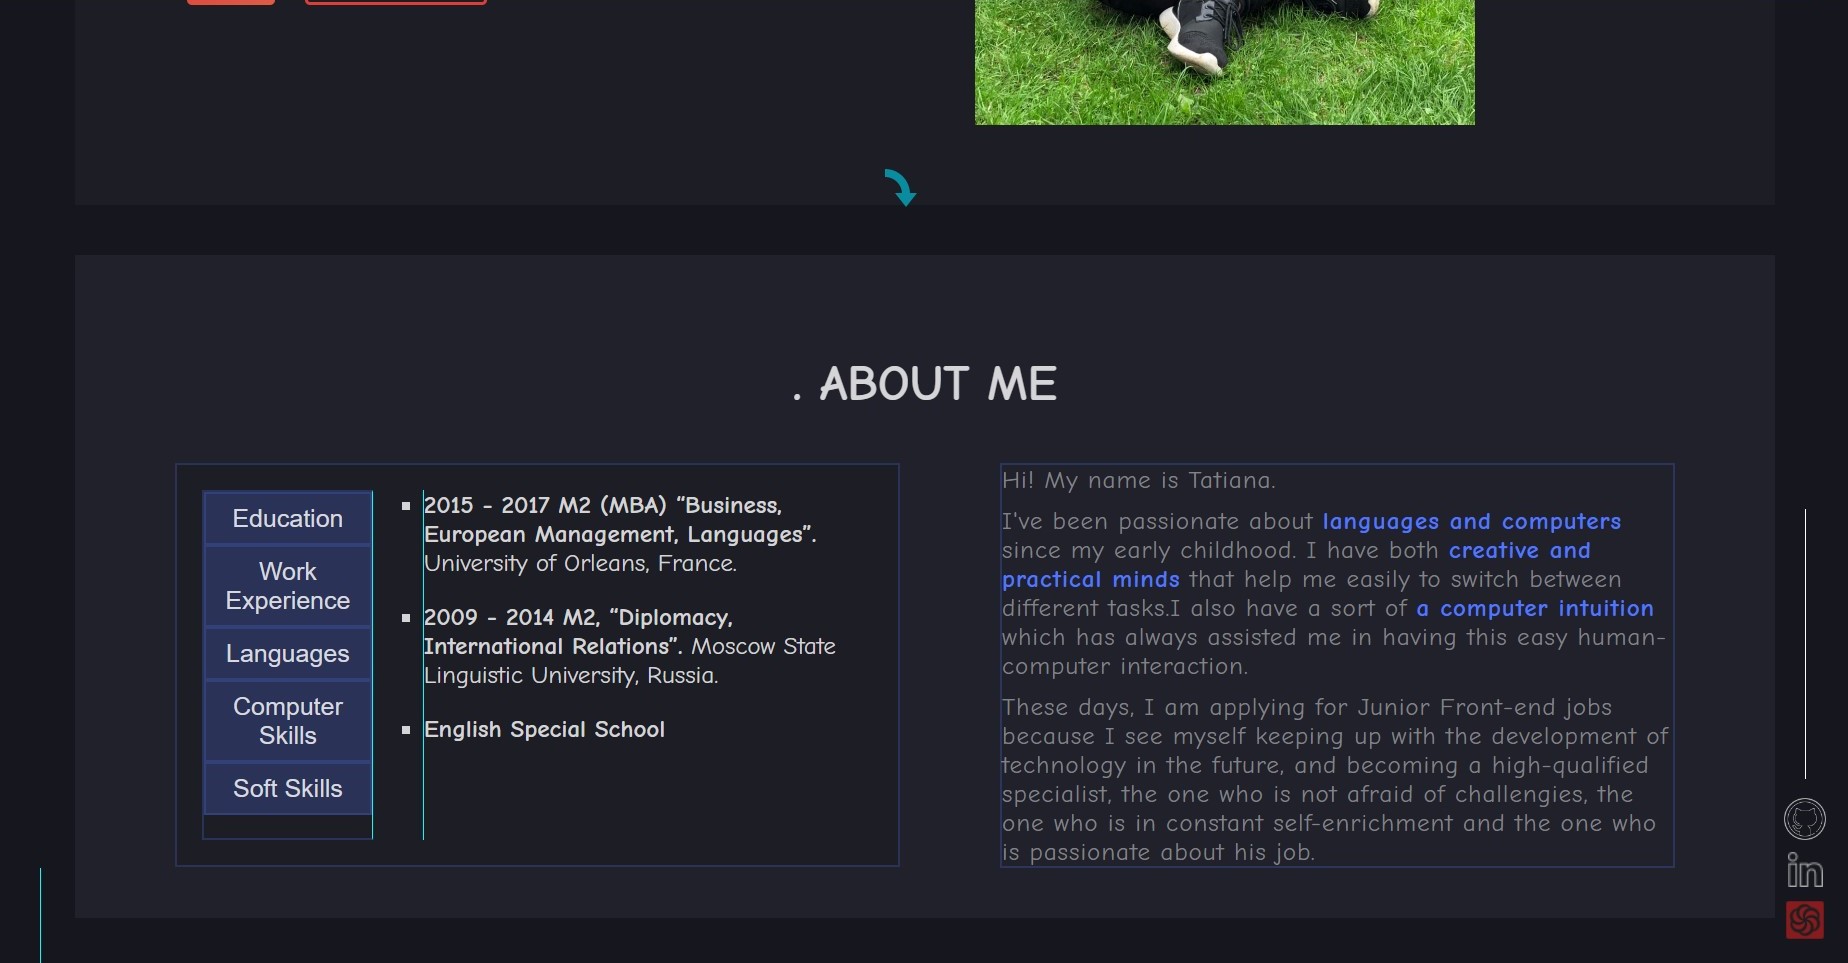 . ABOUT ME
Education
Work
Experience
Languages
Computer
Skills
Soft Skills
▪ 2015 - 2017 M2 (MBA) “Business,
European Management, Languages”.
University of Orleans, France.
▪ 2009 - 2014 M2, “Diplomacy,
International Relations”. Moscow State
Linguistic University, Russia.
▪ English Special School
Hi! My name is Tatiana.
I've been passionate about languages and computers
since my early childhood. I have both creative and
practical minds that help me easily to switch between
different tasks.I also have a sort of a computer intuition
which has always assisted me in having this easy human-
computer interaction.
These days, I am applying for Junior Front-end jobs
because I see myself keeping up with the development of
technology in the future, and becoming a high-qualified
specialist, the one who is not afraid of challengies, the
one who is in constant self-enrichment and the one who
is passionate about his job.
in